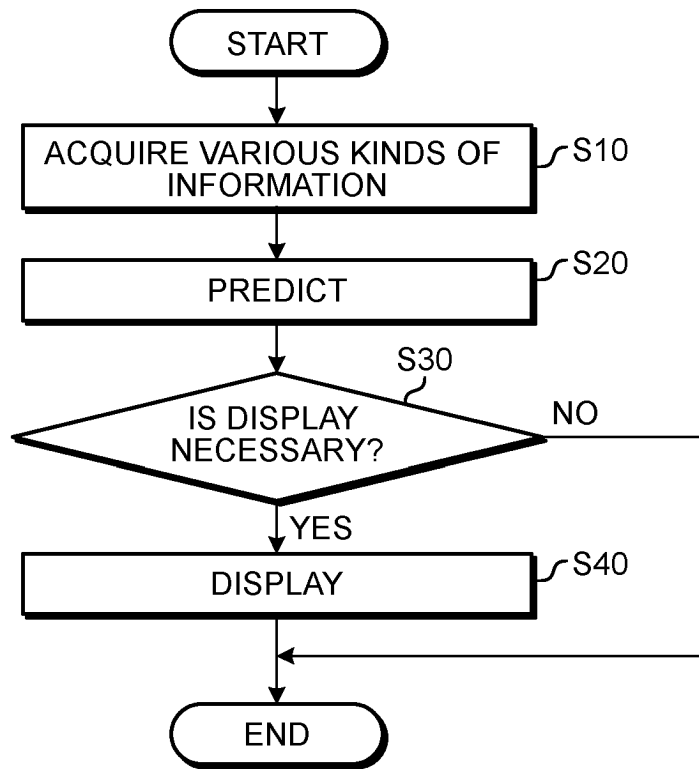 START
ACQUIRE VARIOUS KINDS OF
INFORMATION
S10
PREDICT
S20
S30
IS DISPLAY
NECESSARY?
NO
YES
DISPLAY
S40
END